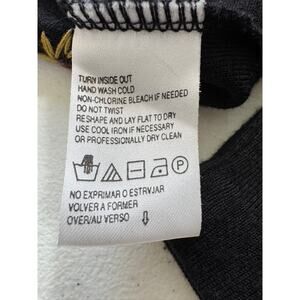 TURN INSIDE OUT
HAND WASH COLD
NON-CHLORINE BLEACH IF NEEDED
DO NOT TWIST
RESHAPE AND LAY FLAT TO DRY
USE COOL IRON IF NECESSARY
OR PROFESSIONALLY DRY CLEAN
P
NO EXPRIMAR O ESTRVJAR
VOLVER A FORMER
OVER/AU VERSO